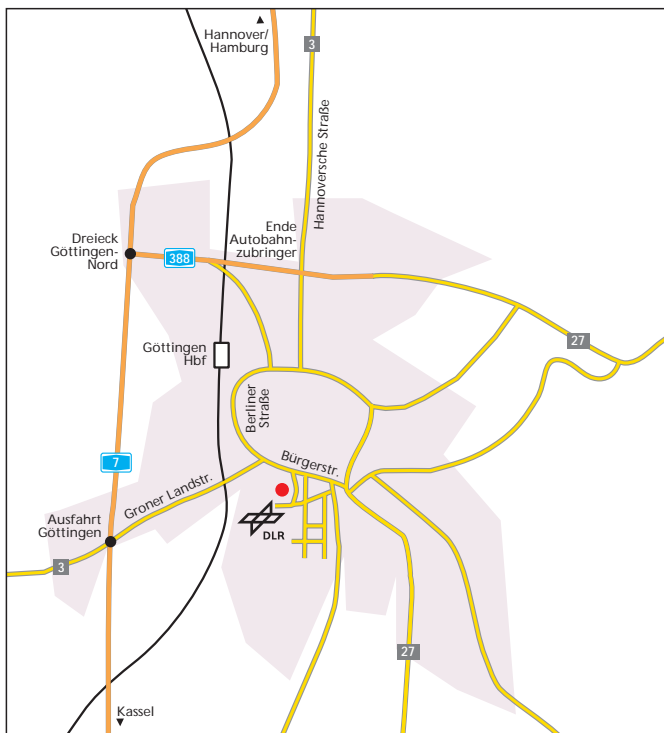 Hannover/
Hamburg
3
Hannoversche Straße
Ende
Autobahn-
zubringer
Dreieck
Göttingen-
Nord
388
27
Göttingen
Hbf
Berliner
Straße
Bürgerstr.
7
Groner Landstr.
Ausfahrt
Göttingen
DLR
3
27
Kassel